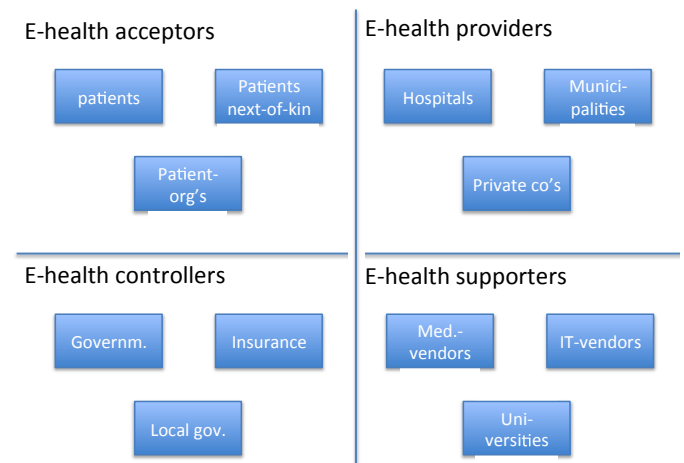 E-health acceptors
patients
Patients
next-of-kin
Patient-
org's
E-health providers
Hospitals
Munici-
palities
Private co's
E-health controllers
Governm.
Insurance
Local gov.
E-health supporters
Med.-
vendors
IT-vendors
Uni-
versities